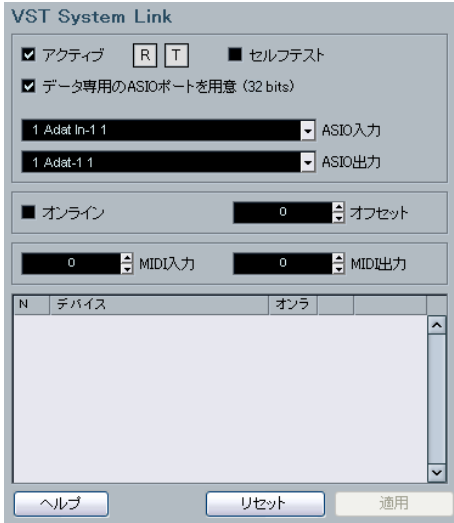 VST System Link
アクティブ R T セルフテスト
データ専用のASIOポートを用意 (32 bits)
1 Adat In-1 1 ASIO入力
1 Adat-1 1 ASIO出力
オンライン 0 オフセット
0 MIDI入力 0 MIDI出力
N デバイス オンラ
ヘルプ リセット 適用